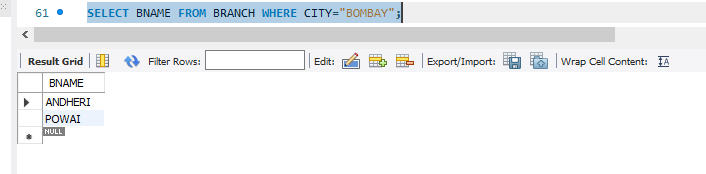 61 SELECT BNAME FROM BRANCH WHERE CITY="BOMBAY";
Result Grid Filter Rows: Edit: Export/Import: Wrap Cell Content: IA
BNAME
ANDHERI
POWAI
NULL